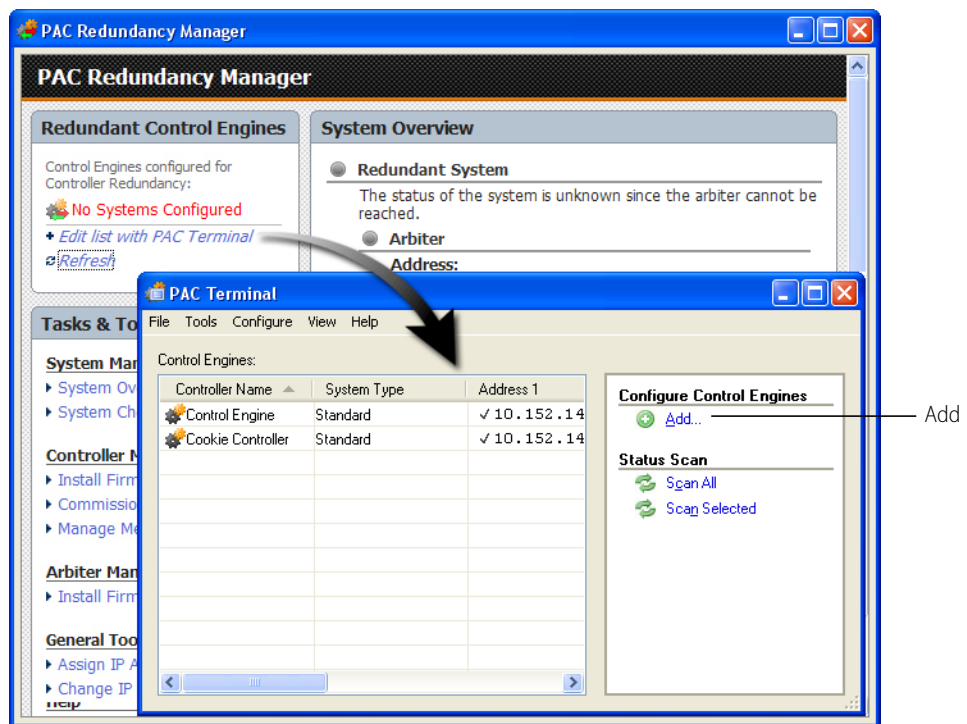 PAC Redundancy Manager
PAC Redundancy Manager
Redundant Control Engines
Control Engines configured for
Controller Redundancy:
No Systems Configured
Edit list with PAC Terminal
Refresh
System Overview
Redundant System
The status of the system is unknown since the arbiter cannot be
reached.
Arbiter
Address:
Tasks & To
System Mar
System Ov
System Ch
Controller M
Install Firm
Commissio
Manage Me
Arbiter Man
Install Firm
General Too
Assign IP A
Change IP
Help
PAC Terminal
File Tools Configure View Help
Control Engines:
Controller Name System Type Address 1
Control Engine Standard √10.152.14
Cookie Controller Standard √10.152.14
Configure Control Engines
Add...
Status Scan
Scan All
Scan Selected
Add